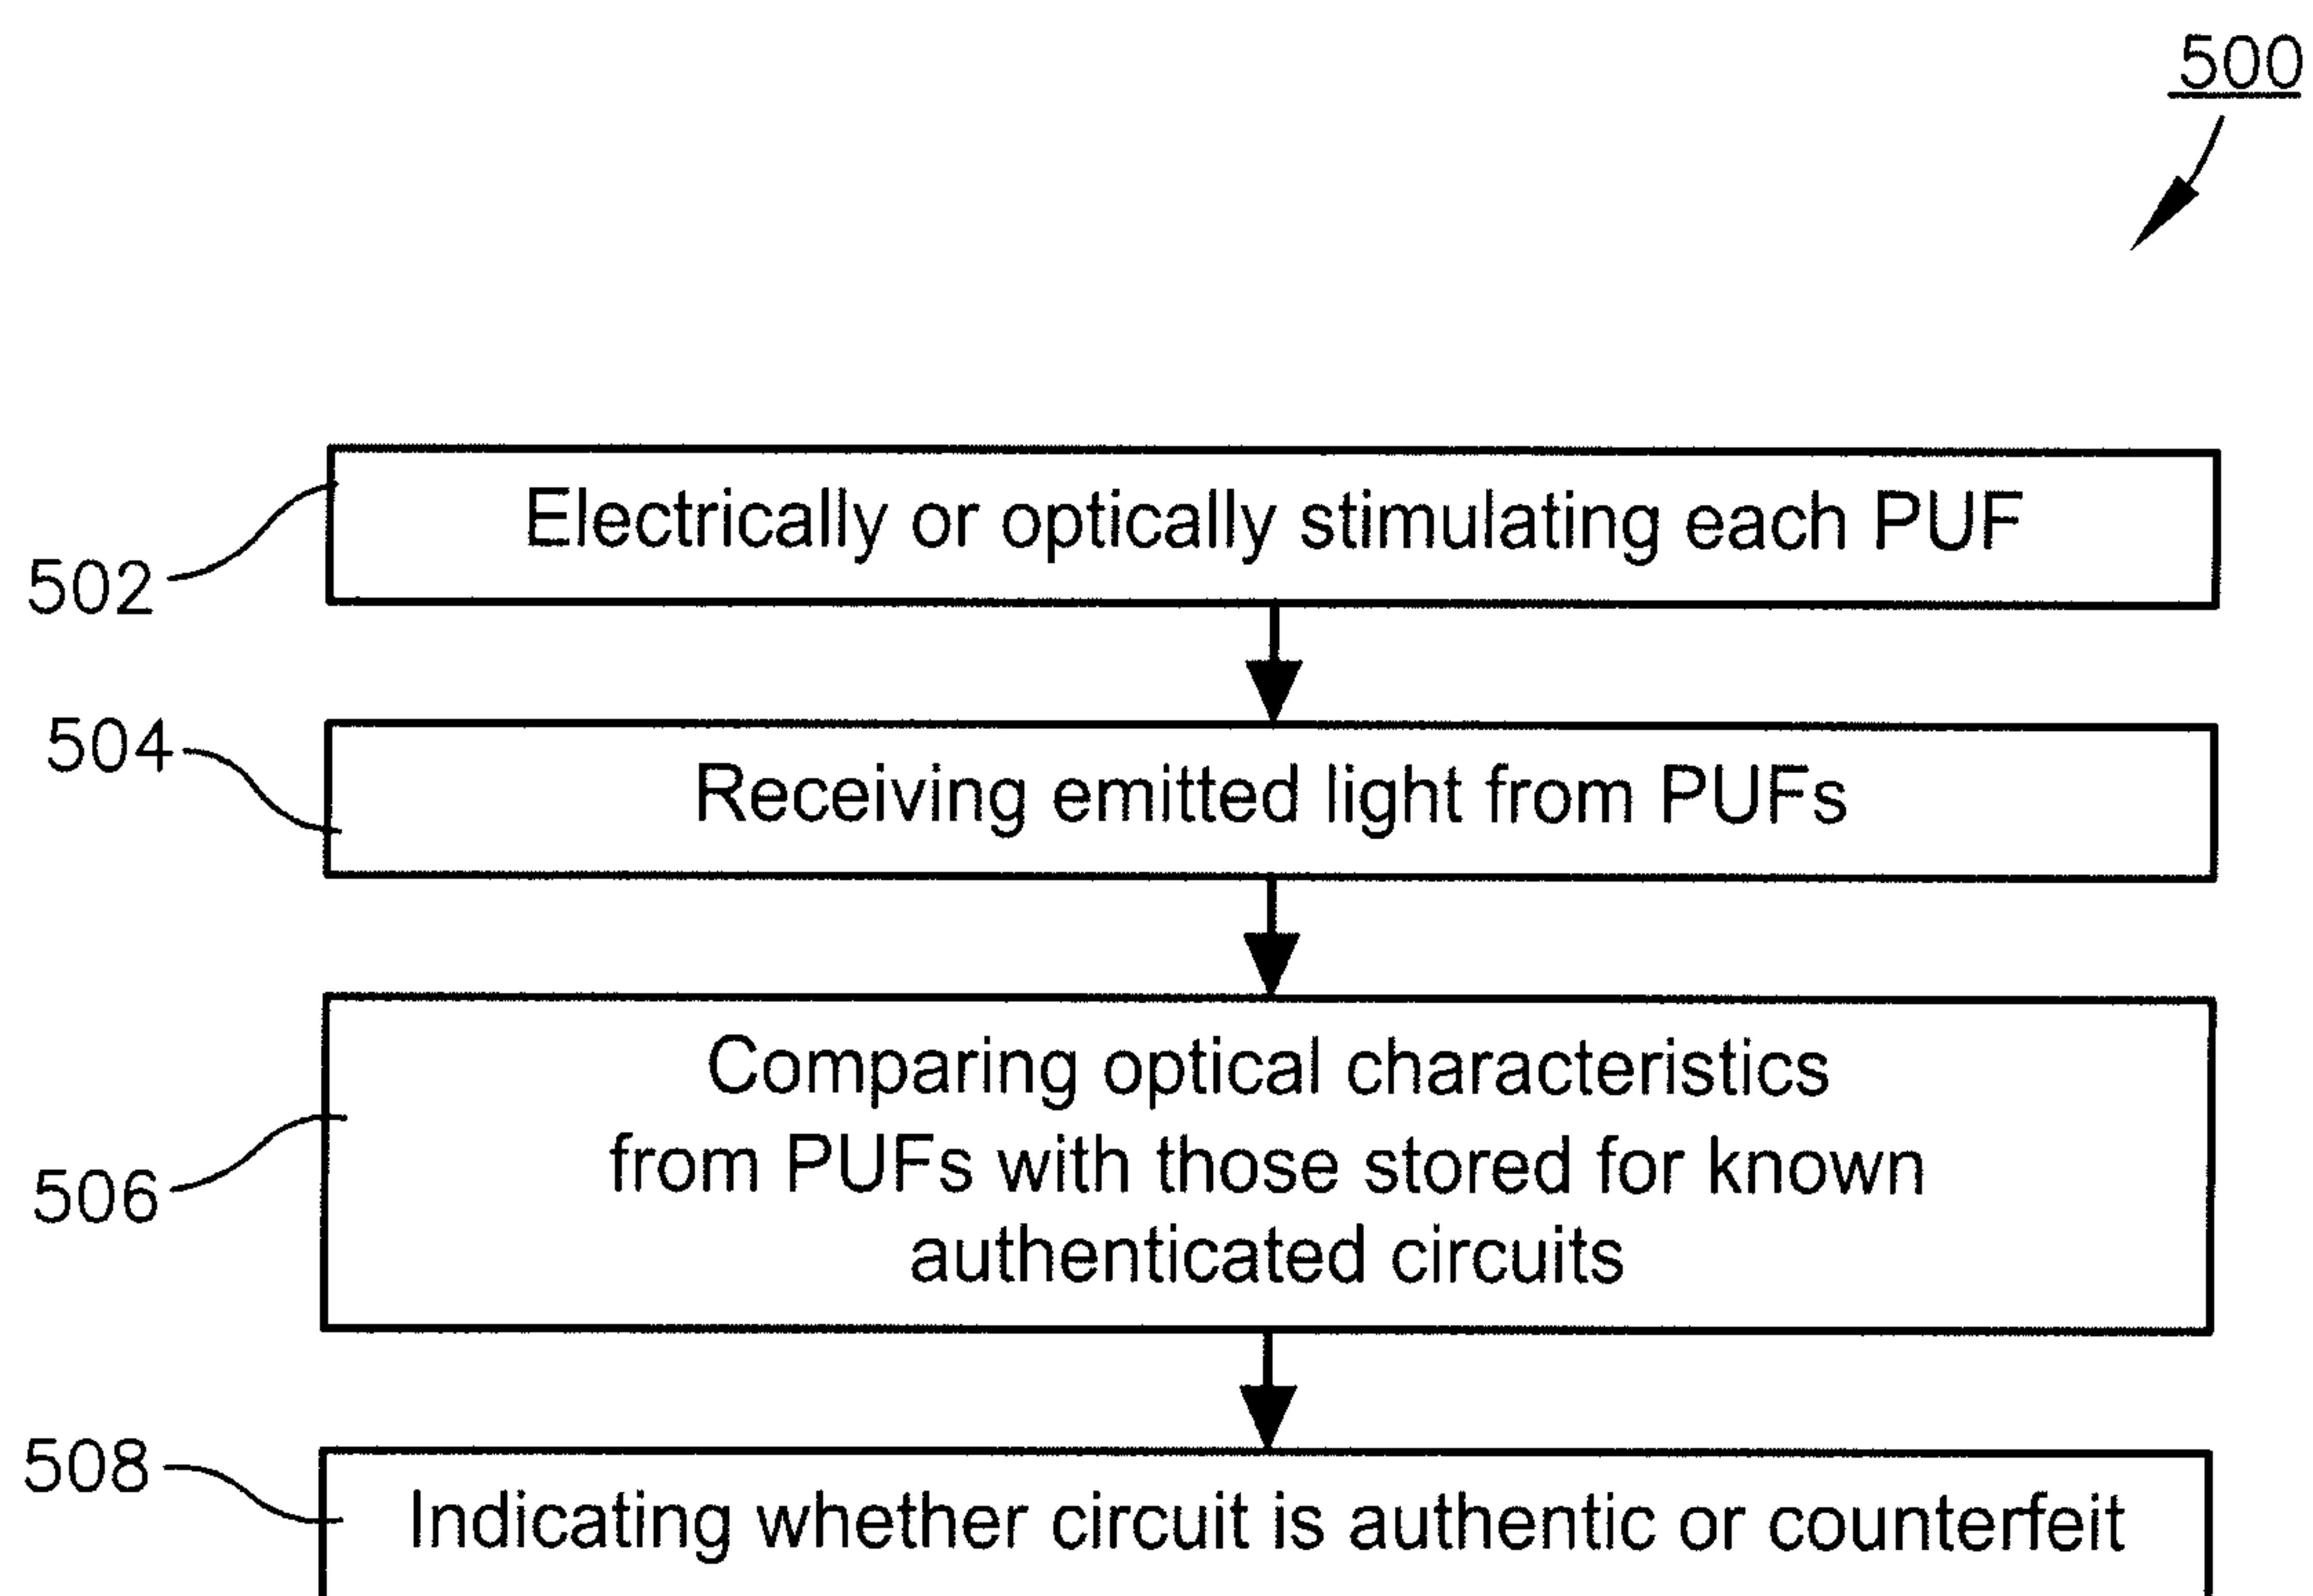 500
Electrically or optically stimulating each PUF
502
504
Receiving emitted light from PUFs
Comparing optical characteristics
from PUFs with those stored for known
authenticated circuits
506
508
Indicating whether circuit is authentic or counterfeit